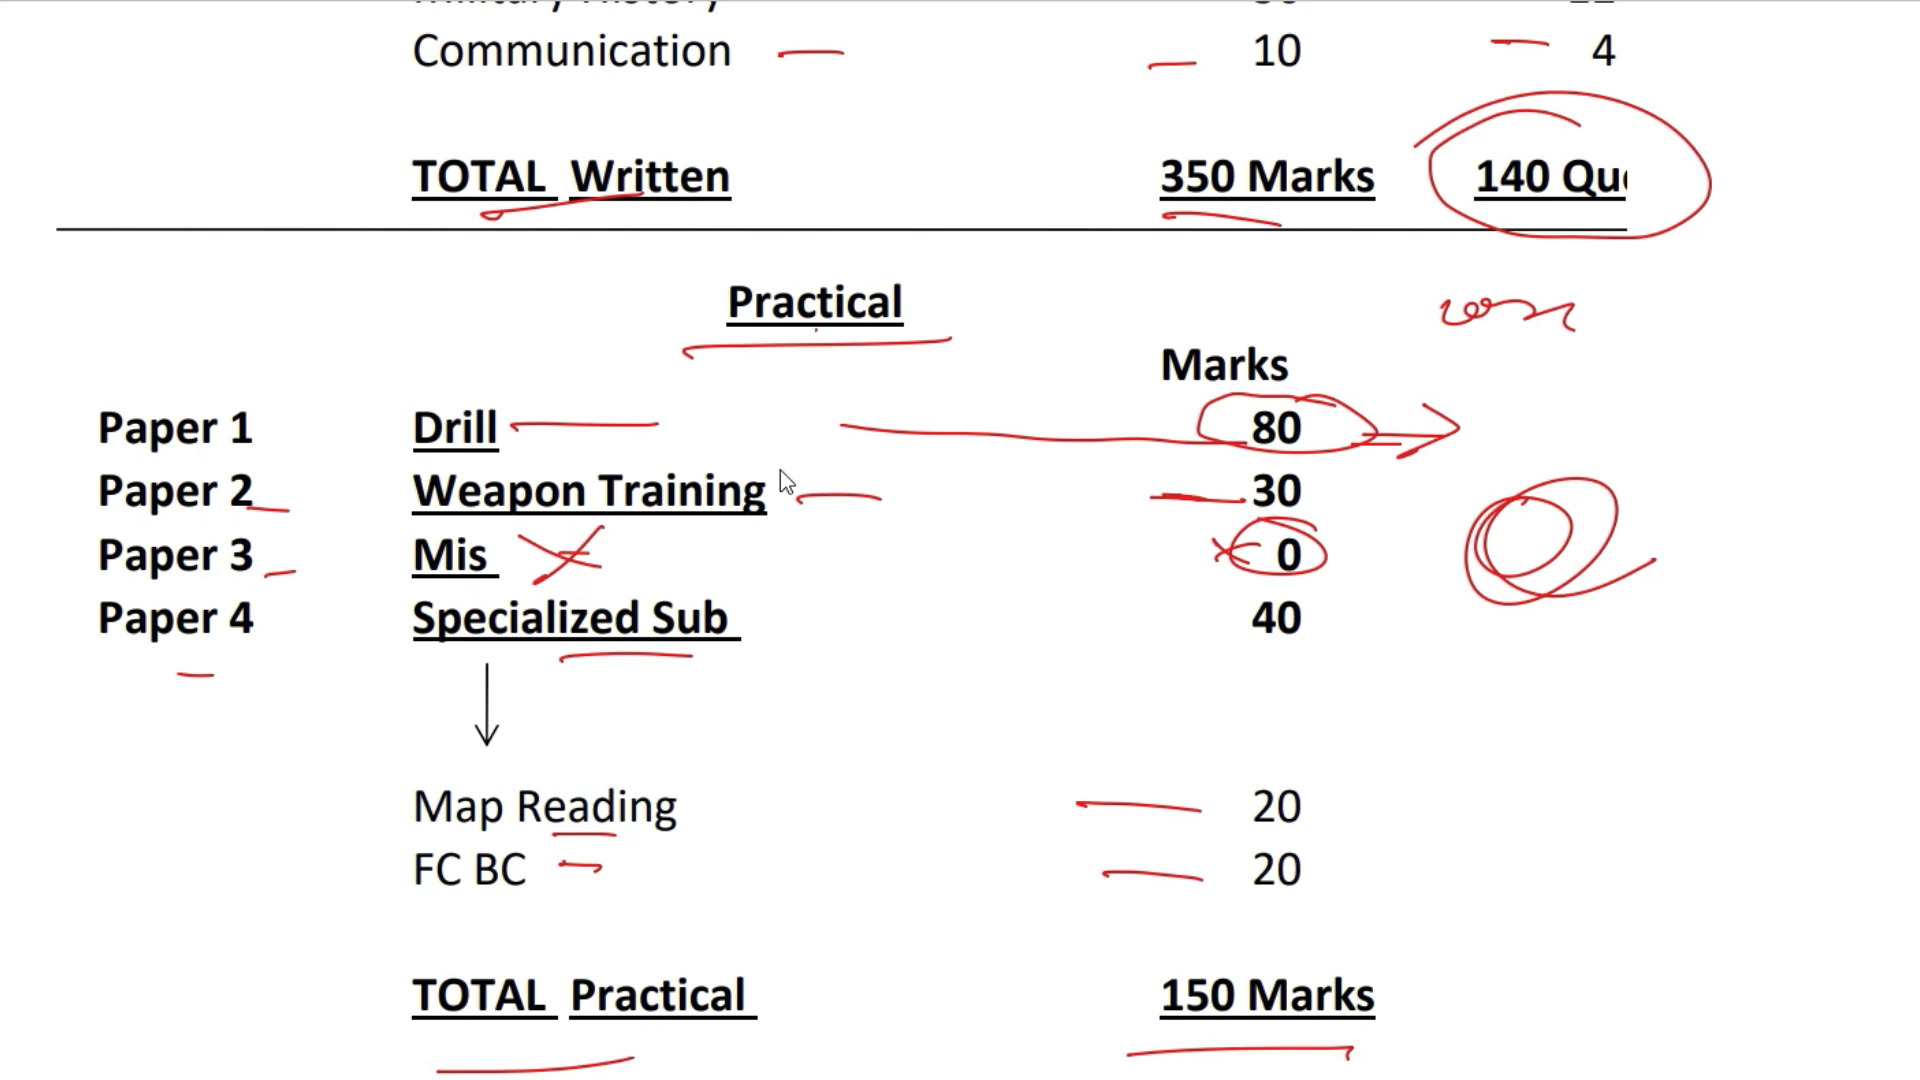 Communication 10 4
TOTAL Written 350 Marks 140 Qu
Practical
Marks
Paper 1 Drill 80
Paper 2 Weapon Training 30
Paper 3 Mis 0
Paper 4 Specialized Sub 40
Map Reading 20
FC BC 20
TOTAL Practical 150 Marks